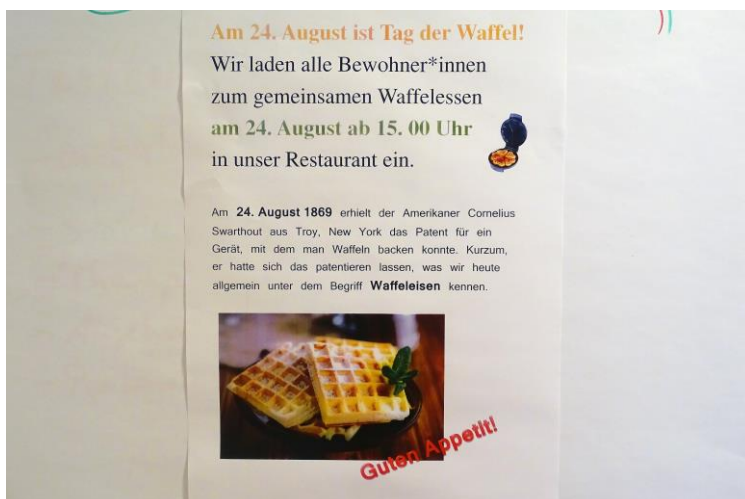 Am 24. August ist Tag der Waffel!
Wir laden alle Bewohner*innen
zum gemeinsamen Waffelessen
am 24. August ab 15. 00 Uhr
in unser Restaurant ein.
Am 24. August 1869 erhielt der Amerikaner Cornelius
Swarthout aus Troy, New York das Patent für ein
Gerät, mit dem man Waffeln backen konnte. Kurzum,
er hatte sich das patentieren lassen, was wir heute
allgemein unter dem Begriff Waffeleisen kennen.
Guten Appetit!